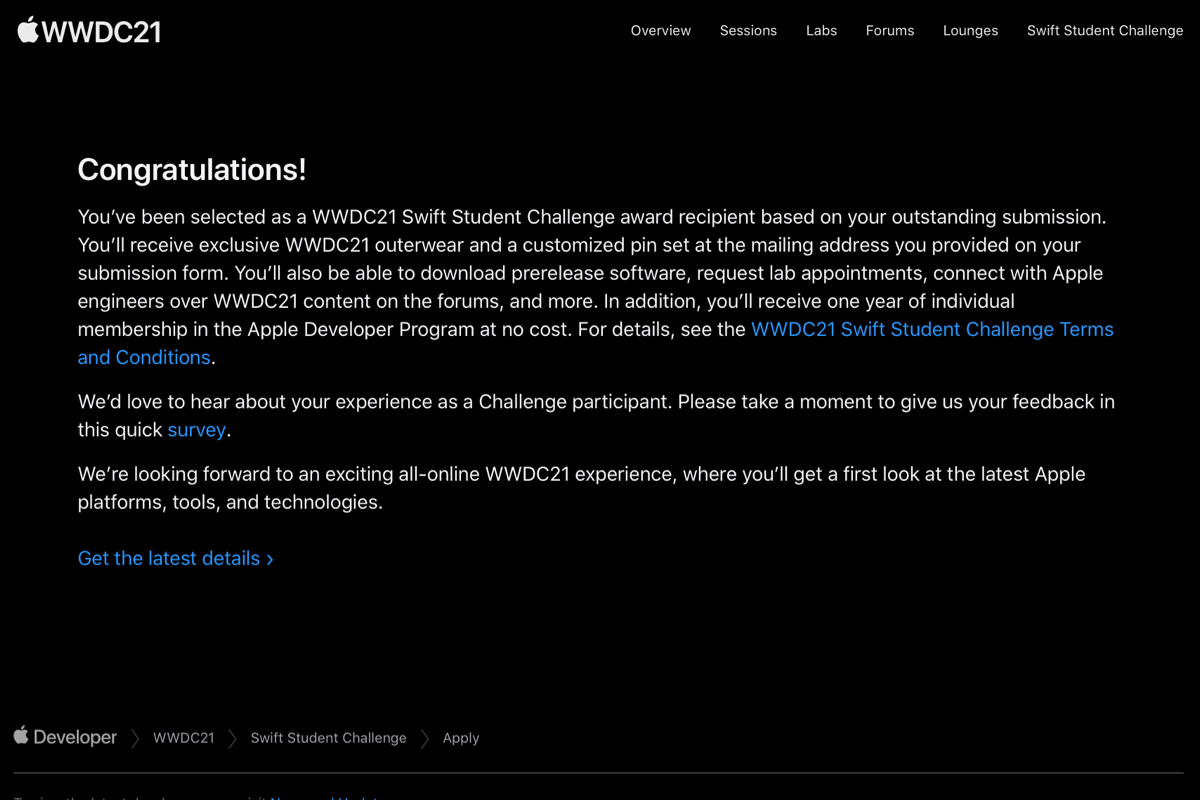 WWDC21
Overview
Sessions
Labs
Forums
Lounges
Swift Student Challenge
Congratulations!
You’ve been selected as a WWDC21 Swift Student Challenge award recipient based on your outstanding submission.
You’ll receive exclusive WWDC21 outerwear and a customized pin set at the mailing address you provided on your
submission form. You’ll also be able to download prerelease software, request lab appointments, connect with Apple
engineers over WWDC21 content on the forums, and more. In addition, you’ll receive one year of individual
membership in the Apple Developer Program at no cost. For details, see the WWDC21 Swift Student Challenge Terms
and Conditions.
We’d love to hear about your experience as a Challenge participant. Please take a moment to give us your feedback in
this quick survey.
We’re looking forward to an exciting all-online WWDC21 experience, where you’ll get a first look at the latest Apple
platforms, tools, and technologies.
Get the latest details ›
Developer
WWDC21
Swift Student Challenge
Apply